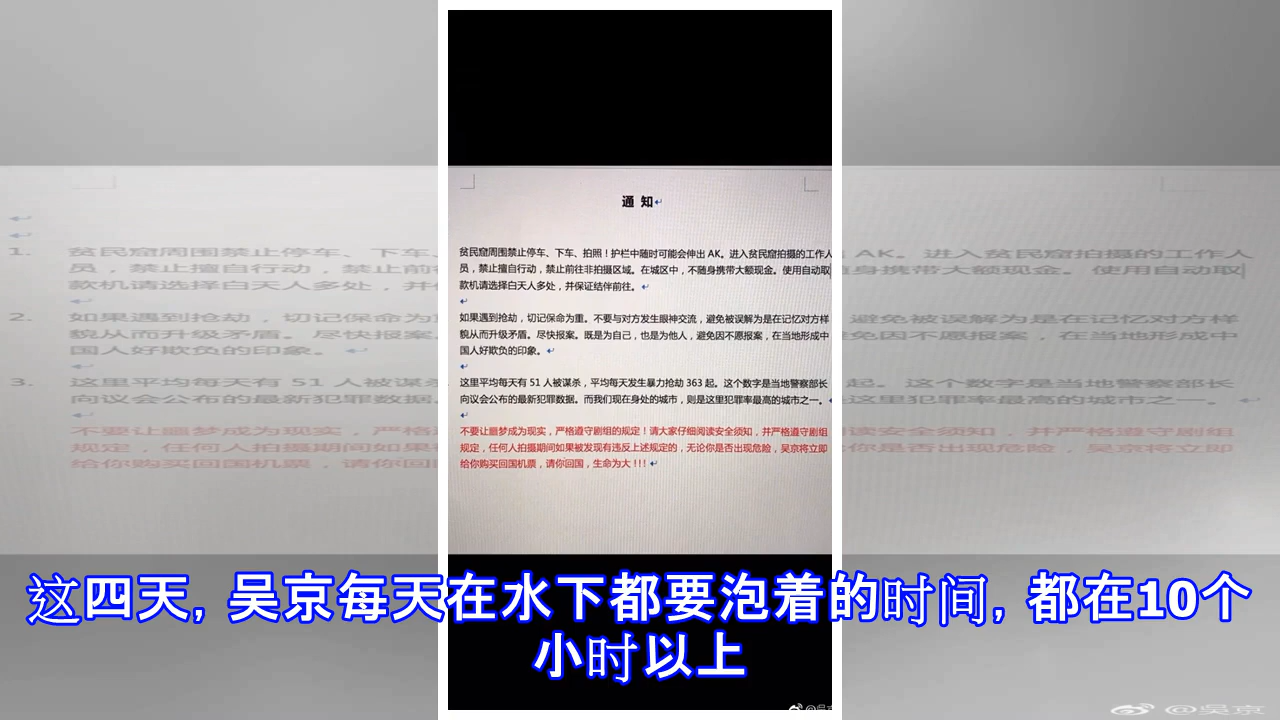 通 知
贫民窟周围禁止停车、下车、拍照！护栏中随时可能会伸出 AK。进入贫民窟拍摄的工作人
员，禁止擅自行动，禁止前往非拍摄区域。在城区中，不随身携带大额现金。使用自动取
款机请选择白天人多处，并保证结伴前往。
如果遇到抢劫，切记保命为重。不要与对方发生眼神交流，避免被误解为是在记忆对方样
貌从而升级矛盾。尽快报案。既是为自己，也是为他人，避免因不愿报案，在当地形成中
国人好欺负的印象。
这里平均每天有 51 人被谋杀，平均每天发生暴力抢劫 363 起。这个数字是当地警察部长
向议会公布的最新犯罪数据。而我们现在身处的城市，则是这里犯罪率最高的城市之一。
不要让噩梦成为现实，严格遵守剧组的规定！请大家仔细阅读安全须知，并严格遵守剧组
规定，任何人拍摄期间如果被发现有违反上述规定的，无论你是否出现危险，吴京将立即
给你购买回国机票，请你回国，生命为大！!!
这四天, 吴京每天在水下都要泡着的时间, 都在10个
小时以上
@吴京